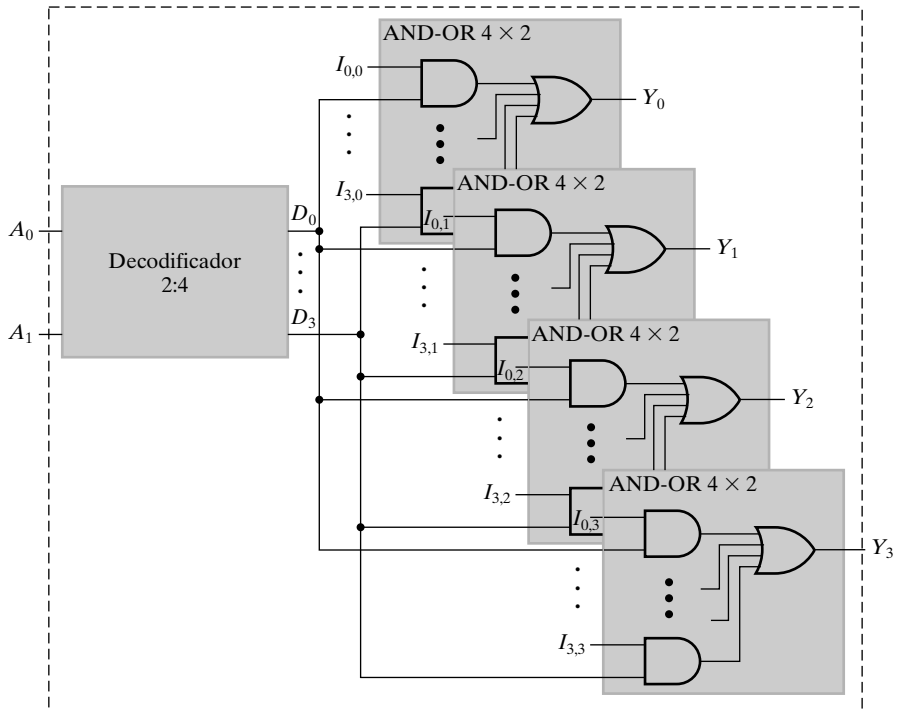 AND-OR 4 × 2
I0,0
Y0
I3,0
AND-OR 4 × 2
I0,1
Y1
D0
A0
Decodificador
2:4
D3
A1
I3,1
AND-OR 4 × 2
I0,2
Y2
I3,2
AND-OR 4 × 2
I0,3
Y3
I3,3